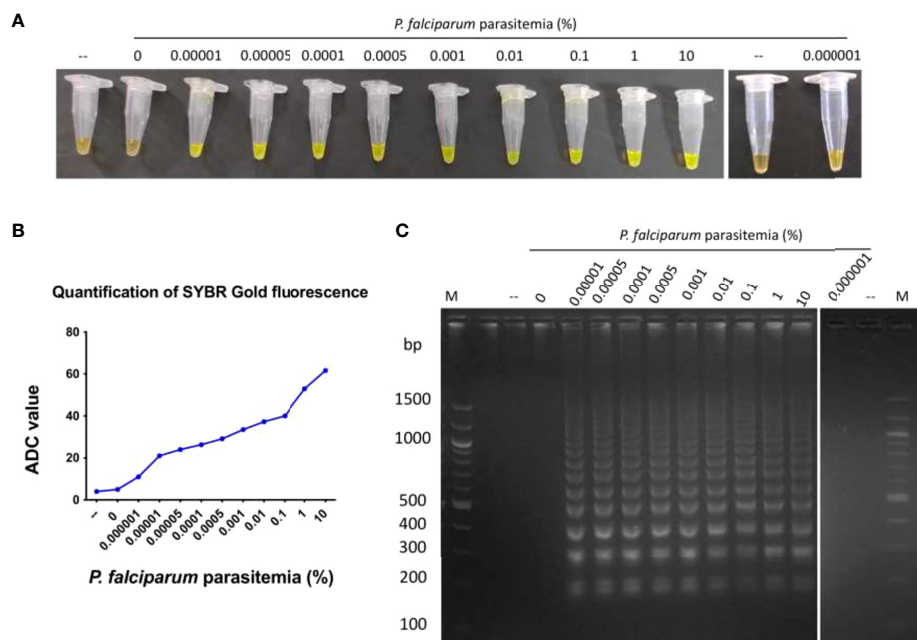 A
P. falciparum parasitemia (%)
-- 0 0.00001 0.00005 0.0001 0.0005 0.001 0.01 0.1 1 10 -- 0.000001
B
Quantification of SYBR Gold fluorescence
80
60
40
20
0
ADC value
-- 0 0.000001 0.00001 0.00005 0.0001 0.0005 0.001 0.01 0.1 1 10
P. falciparum parasitemia (%)
C
P. falciparum parasitemia (%)
M -- 0 0.00001 0.00005 0.0001 0.0005 0.001 0.01 0.1 1 10 0.000001 -- M
bp
1500
1000
500
400
300
200
100